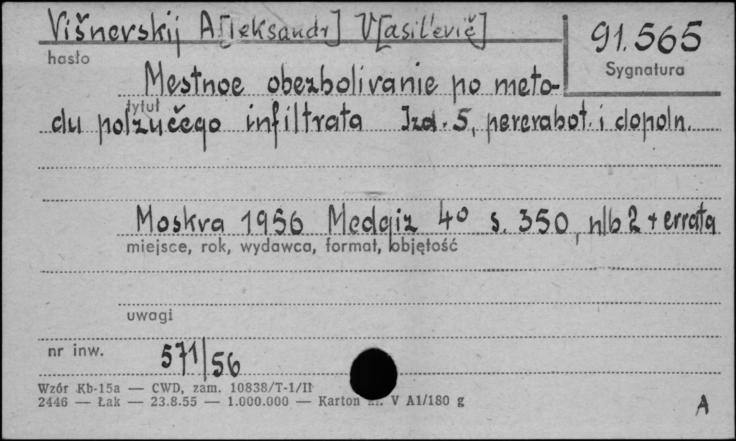 Višnevskij A[leksandr] V[asil'evič]
91.565
hasło
Sygnatura
Mestnoe obezbolivanie po meto-
tytuł
du polzučego infiltrata Izd. 5, pererabot. i dopoln.
Moskva 1956 Medgiz 4° s. 350, nlb 2 + errata
miejsce, rok, wydawca, format, objętość
uwagi
nr inw. 571/56
Wzór Kb-15a — CWD, zam. 10838/T-1/II
2446 — Łak — 23.8.55 — 1.000.000 — Karton V A1/180 g
A